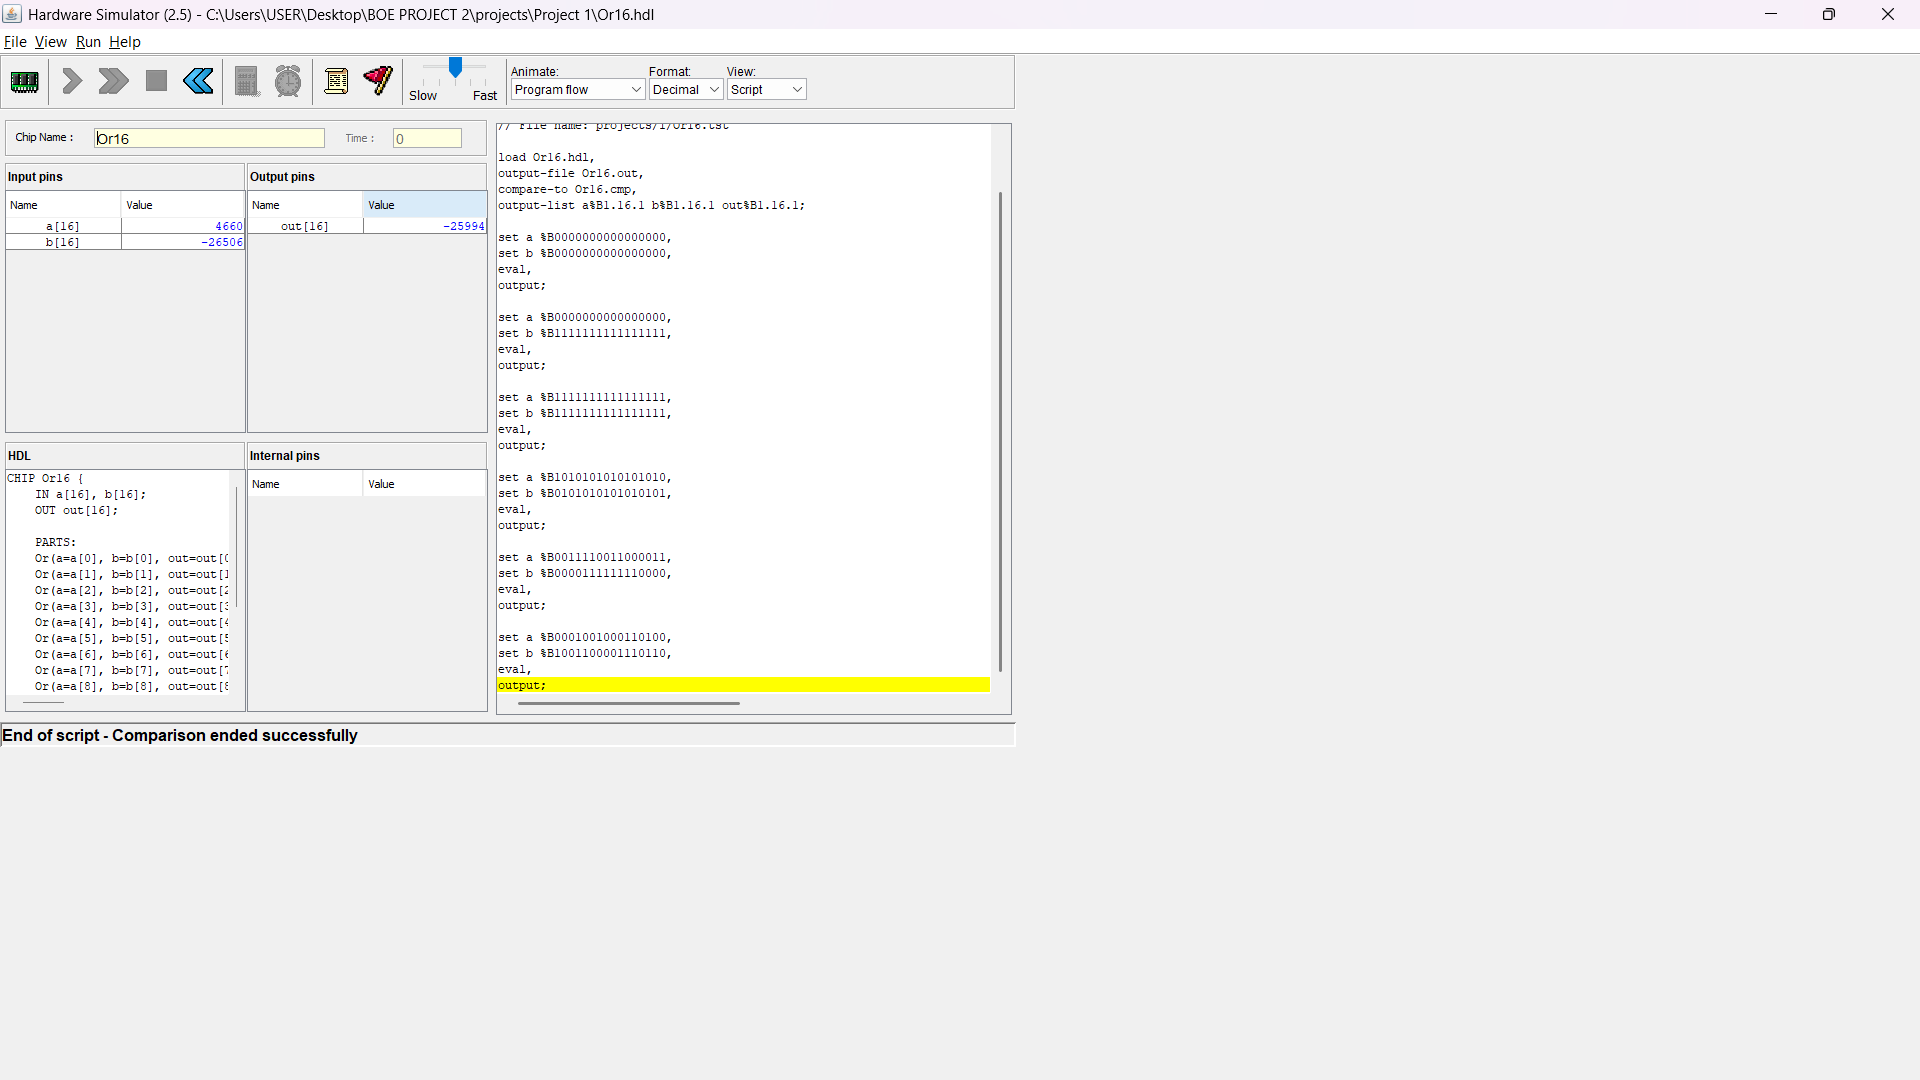 Hardware Simulator (2.5) - C:\Users\USER\Desktop\BOE PROJECT 2\projects\Project 1\Or16.hdl
File View Run Help
Slow Fast
Animate:
Program flow
Format:
Decimal
View:
Script
Chip Name :
Or16
Time :
0
Input pins
Name Value
a[16] 4660
b[16] -26506
Output pins
Name Value
out[16] -25994
HDL
CHIP Or16 {
IN a[16], b[16];
OUT out[16];
PARTS:
Or(a=a[0], b=b[0], out=out[0
Or(a=a[1], b=b[1], out=out[1
Or(a=a[2], b=b[2], out=out[2
Or(a=a[3], b=b[3], out=out[3
Or(a=a[4], b=b[4], out=out[4
Or(a=a[5], b=b[5], out=out[5
Or(a=a[6], b=b[6], out=out[6
Or(a=a[7], b=b[7], out=out[7
Or(a=a[8], b=b[8], out=out[8
Internal pins
Name Value
// File name: projects/1/Or16.tst
load Or16.hdl,
output-file Or16.out,
compare-to Or16.cmp,
output-list a%B1.16.1 b%B1.16.1 out%B1.16.1;
set a %B0000000000000000,
set b %B0000000000000000,
eval,
output;
set a %B0000000000000000,
set b %B1111111111111111,
eval,
output;
set a %B1111111111111111,
set b %B1111111111111111,
eval,
output;
set a %B1010101010101010,
set b %B0101010101010101,
eval,
output;
set a %B0011110011000011,
set b %B0000111111110000,
eval,
output;
set a %B0001001000110100,
set b %B1001100001110110,
eval,
output;
End of script - Comparison ended successfully